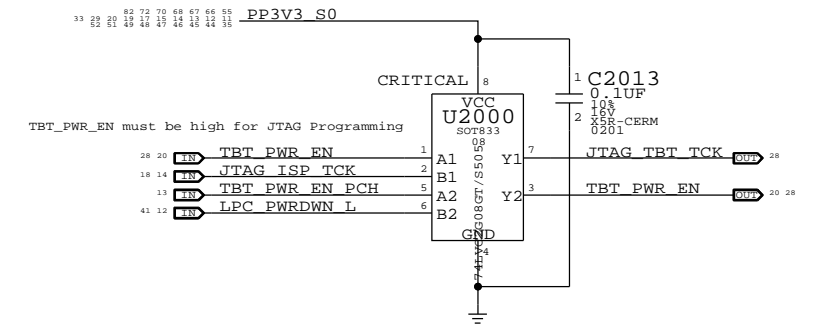 82 72 70 68 67 66 55
33 29 20 19 17 15 14 13 12 11
52 51 49 48 47 46 45 44 35
PP3V3_S0
CRITICAL
8
VCC
U2000
SOT833
08
74LVC2G08GT/S505
1 C2013
0.1UF
10%
16V
2 X5R-CERM
0201
TBT_PWR_EN must be high for JTAG Programming
28 20 IN TBT_PWR_EN 1 A1
18 14 IN JTAG_ISP_TCK 2 B1
13 IN TBT_PWR_EN_PCH 5 A2
41 12 IN LPC_PWRDWN_L 6 B2
Y1 7 JTAG_TBT_TCK OUT 28
Y2 3 TBT_PWR_EN OUT 20 28
GND
4